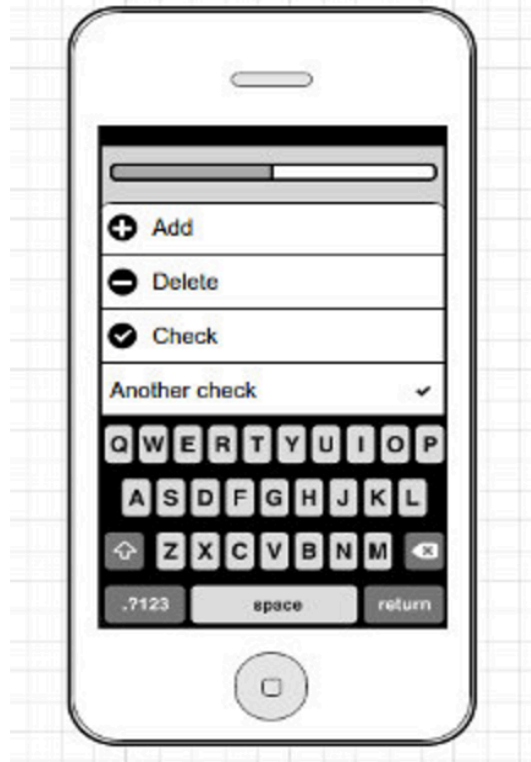 Add
Delete
Check
Another check
Q W E R T Y U I O P
A S D F G H J K L
Z X C V B N M
.?123 space return